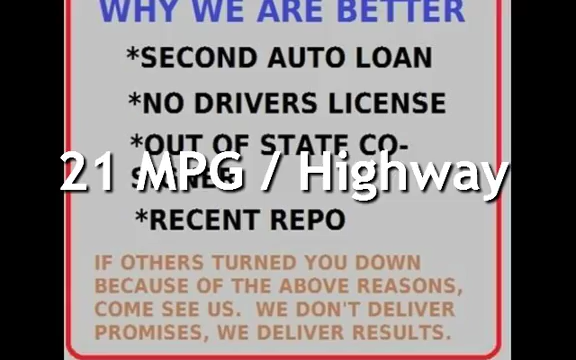 WHY WE ARE BETTER
*SECOND AUTO LOAN
*NO DRIVERS LICENSE
*OUT OF STATE CO-
SIGNER
21 MPG / Highway
*RECENT REPO
IF OTHERS TURNED YOU DOWN
BECAUSE OF THE ABOVE REASONS,
COME SEE US. WE DON'T DELIVER
PROMISES, WE DELIVER RESULTS.